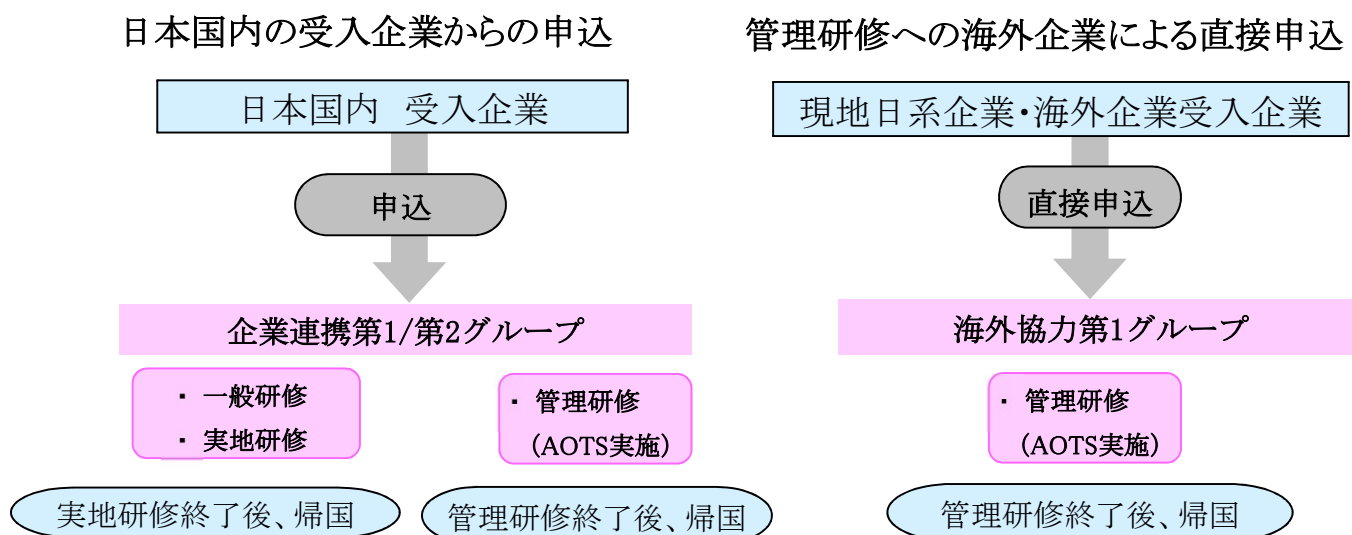 日本国内の受入企業からの申込
日本国内 受入企業
申込
企業連携第1/第2グループ
・ 一般研修
・ 実地研修
・ 管理研修
(AOTS実施)
実地研修終了後、帰国
管理研修終了後、帰国
管理研修への海外企業による直接申込
現地日系企業・海外企業受入企業
直接申込
海外協力第1グループ
・ 管理研修
(AOTS実施)
管理研修終了後、帰国